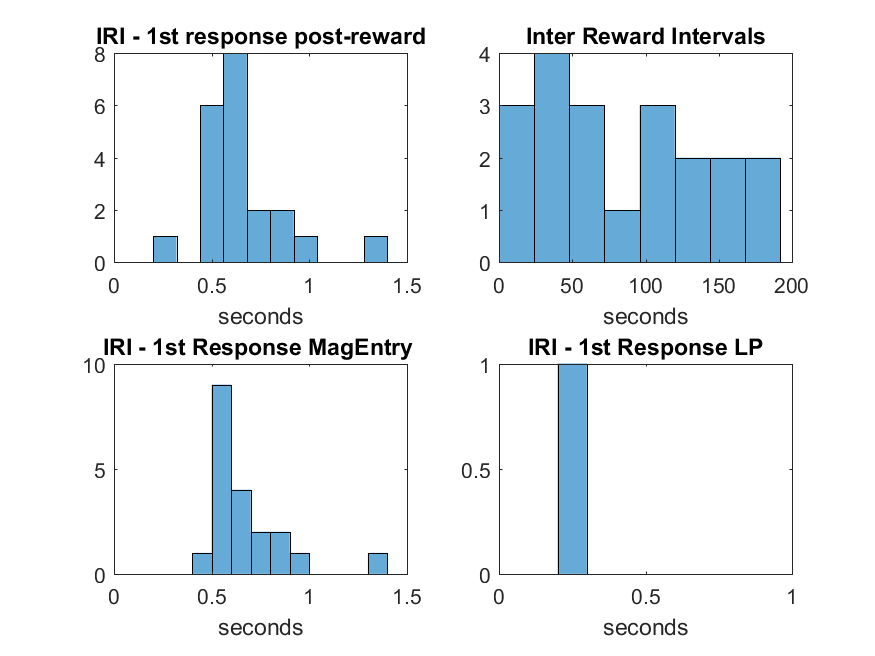 IRI - 1st response post-reward
8
6
4
2
0
0 0.5 1 1.5
seconds
Inter Reward Intervals
4
3
2
1
0
0 50 100 150 200
seconds
IRI - 1st Response MagEntry
10
5
0
0 0.5 1 1.5
seconds
IRI - 1st Response LP
1
0.5
0
0 0.5 1
seconds